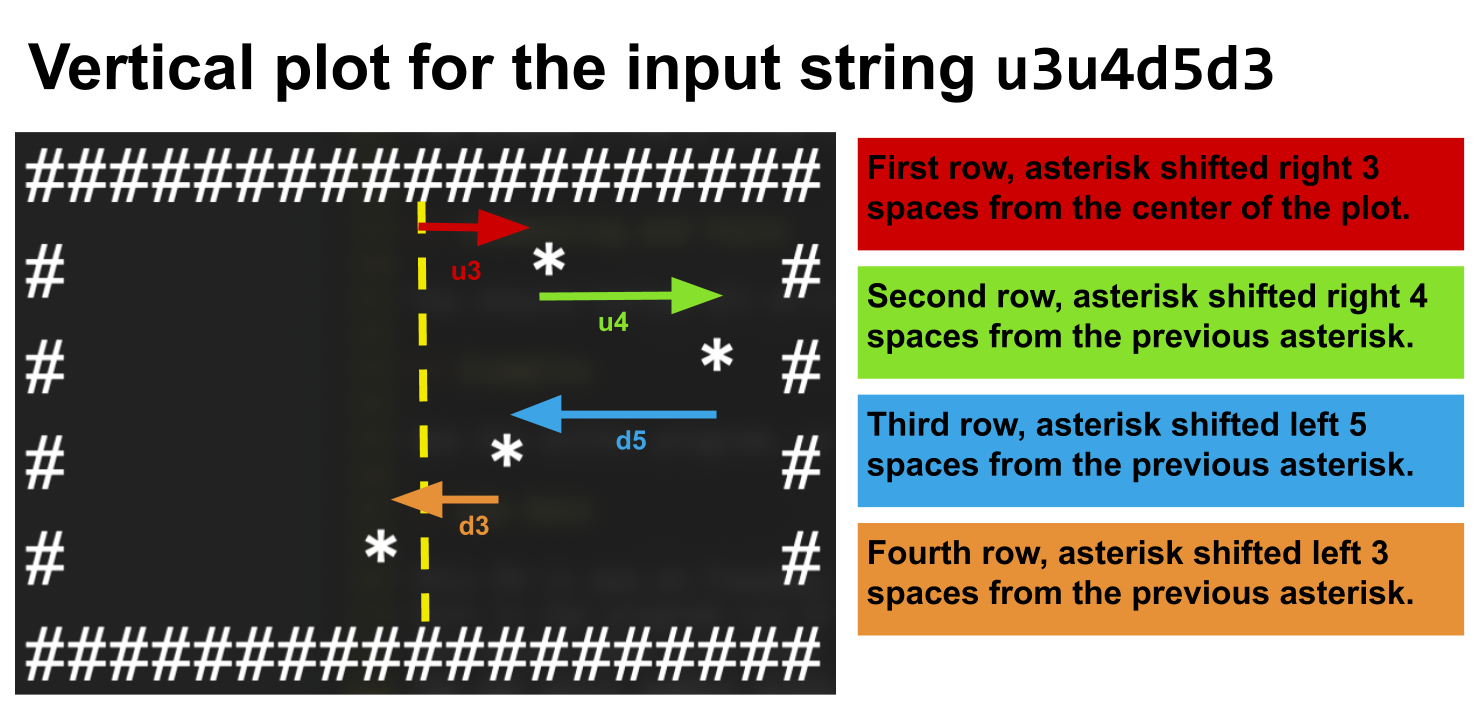 Vertical plot for the input string u3u4d5d3
###################
#           *     #
u3
u4
#               * #
d5
#          *      #
d3
#       *         #
###################
First row, asterisk shifted right 3
spaces from the center of the plot.
Second row, asterisk shifted right 4
spaces from the previous asterisk.
Third row, asterisk shifted left 5
spaces from the previous asterisk.
Fourth row, asterisk shifted left 3
spaces from the previous asterisk.